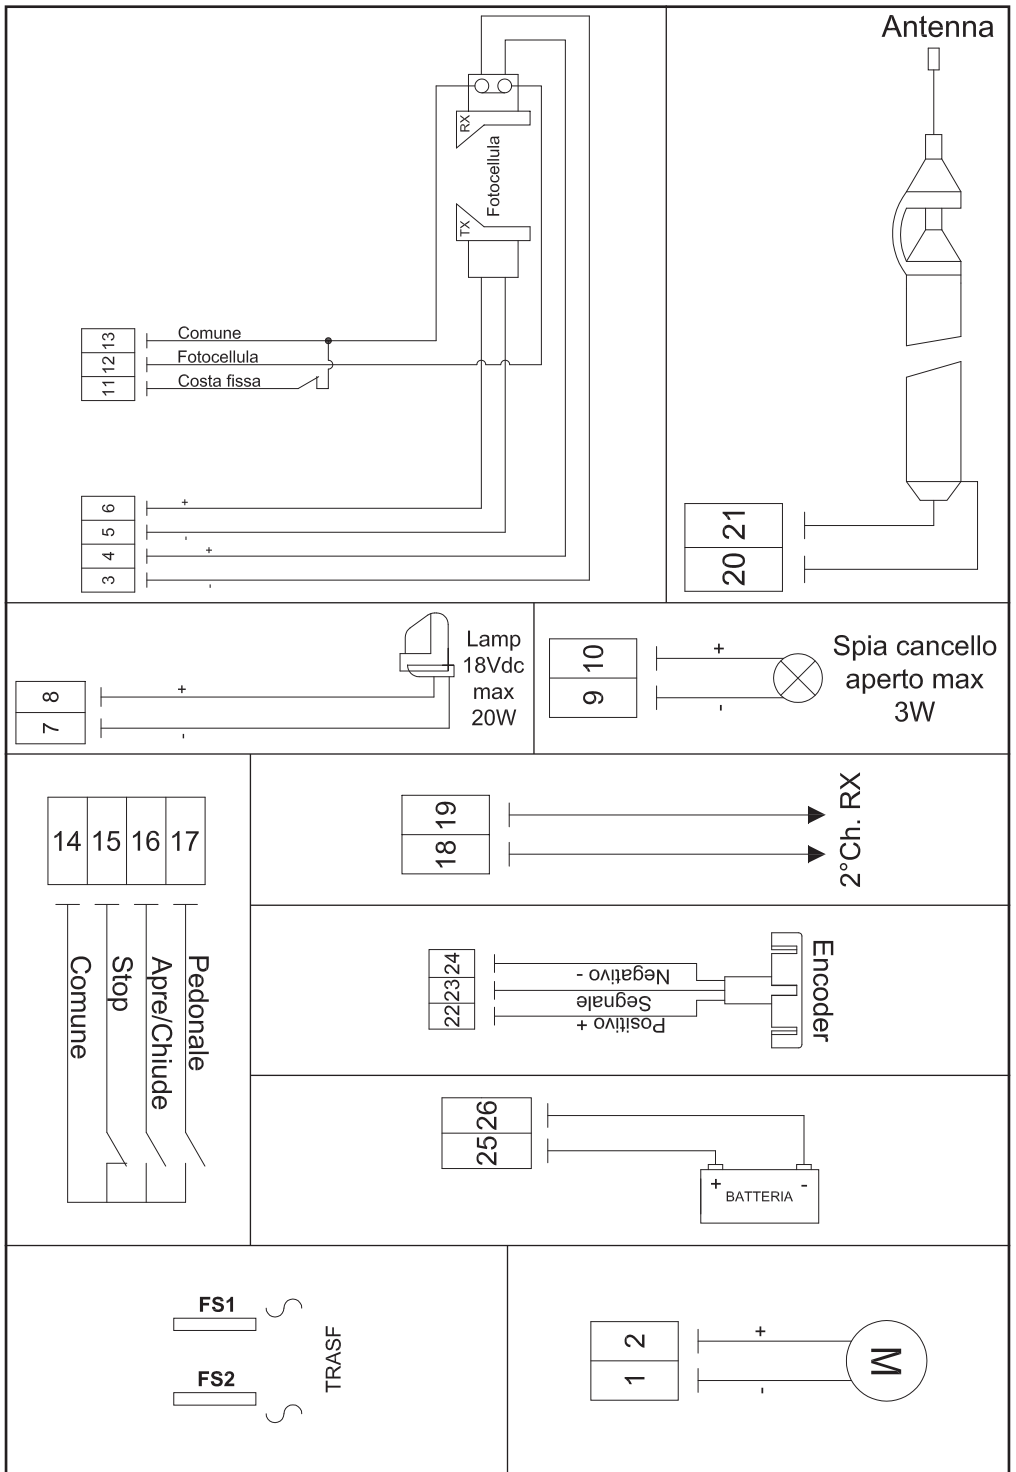 Antenna
RX
Fotocellula
TX
13
Comune
12
Fotocellula
11
Costa fissa
6
+
5
-
4
+
3
-
21
20
8
+
7
-
Lamp
18Vdc
max
20W
10
+
9
-
Spia cancello
aperto max
3W
14 15 16 17
Comune
Stop
Apre/Chiude
Pedonale
19
18
2°Ch. RX
24
Negativo -
23
Segnale
22
Positivo +
Encoder
26
25
+
-
BATTERIA
FS1
FS2
TRASF
2
+
1
-
M